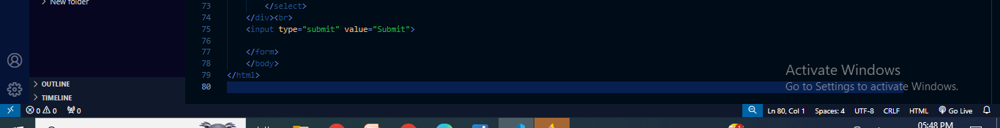 New folder
73 </select>
74 </div><br>
75 <input type="submit" value="Submit">
76
77 </form>
78 </body>
79 </html>
80
OUTLINE
TIMELINE
Activate Windows
Go to Settings to activate Windows.
0 0 0 Ln 80, Col 1 Spaces: 4 UTF-8 CRLF HTML Go Live
05:48 PM